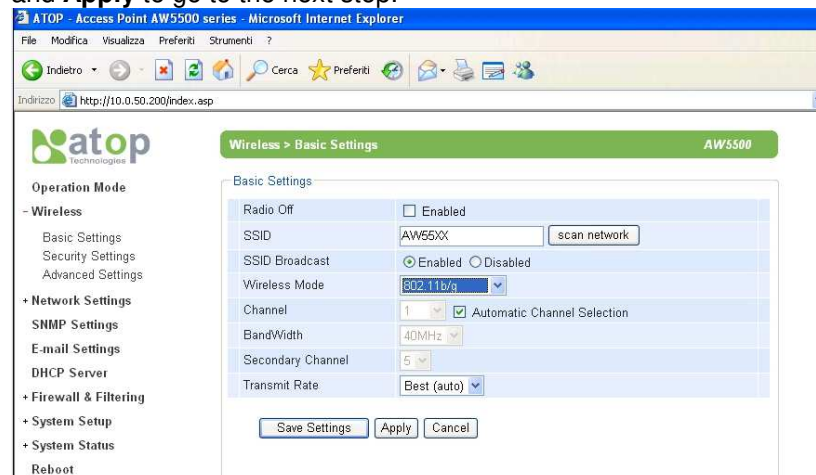 and Apply to go to the next step.
ATOP - Access Point AW5500 series - Microsoft Internet Explorer
File Modifica Visualizza Preferiti Strumenti ?
Indietro Cerca Preferiti
Indirizzo http://10.0.50.200/index.asp
atop
Technologies
Wireless > Basic Settings AW5500
Operation Mode
- Wireless
Basic Settings
Security Settings
Advanced Settings
+ Network Settings
SNMP Settings
E-mail Settings
DHCP Server
+ Firewall & Filtering
+ System Setup
+ System Status
Reboot
Basic Settings
Radio Off Enabled
SSID AW55XX scan network
SSID Broadcast Enabled Disabled
Wireless Mode 802.11b/g
Channel 1 Automatic Channel Selection
BandWidth 40MHz
Secondary Channel 5
Transmit Rate Best (auto)
Save Settings Apply Cancel